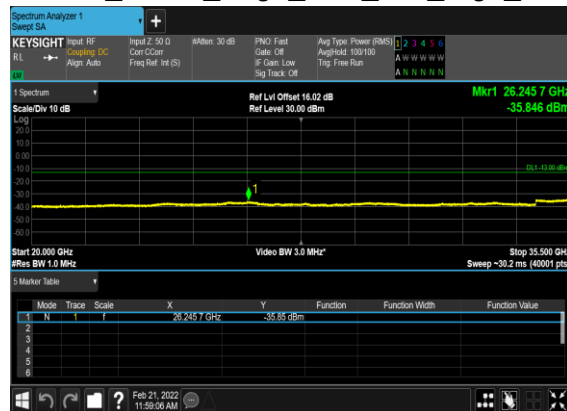 Spectrum Analyzer 1
Swept SA
KEYSIGHT Input: RF Input Z: 50 Ω #Atten: 30 dB PNO: Fast Avg Type: Power (RMS) 1 2 3 4 5 6
RL Coupling: DC Corr CCorr Gate: Off Avg|Hold: 100/100 A W W W W W
Align: Auto Freq Ref: Int (S) IF Gain: Low Trig: Free Run
Sig Track: Off A N N N N N
1 Spectrum Ref Lvl Offset 16.02 dB Mkr1 26.245 7 GHz
Scale/Div 10 dB Ref Level 30.00 dBm -35.846 dBm
Log
20.0
10.0
0.00
-10.0 DL1 -13.00 dBm
-20.0
-30.0 1
-40.0
-50.0
-60.0
Start 20.000 GHz Video BW 3.0 MHz* Stop 35.500 GHz
#Res BW 1.0 MHz Sweep ~30.2 ms (40001 pts)
5 Marker Table
Mode Trace Scale X Y Function Function Width Function Value
1 N 1 f 26.245 7 GHz -35.85 dBm
2
3
4
5
6
? Feb 21, 2022
11:59:06 AM